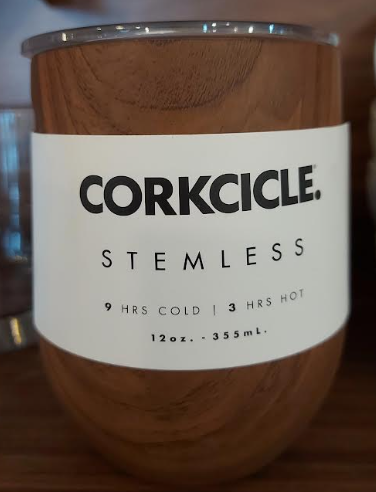 CORKCICLE.
STEMLESS
9 HRS COLD | 3 HRS HOT
12oz. - 355mL.